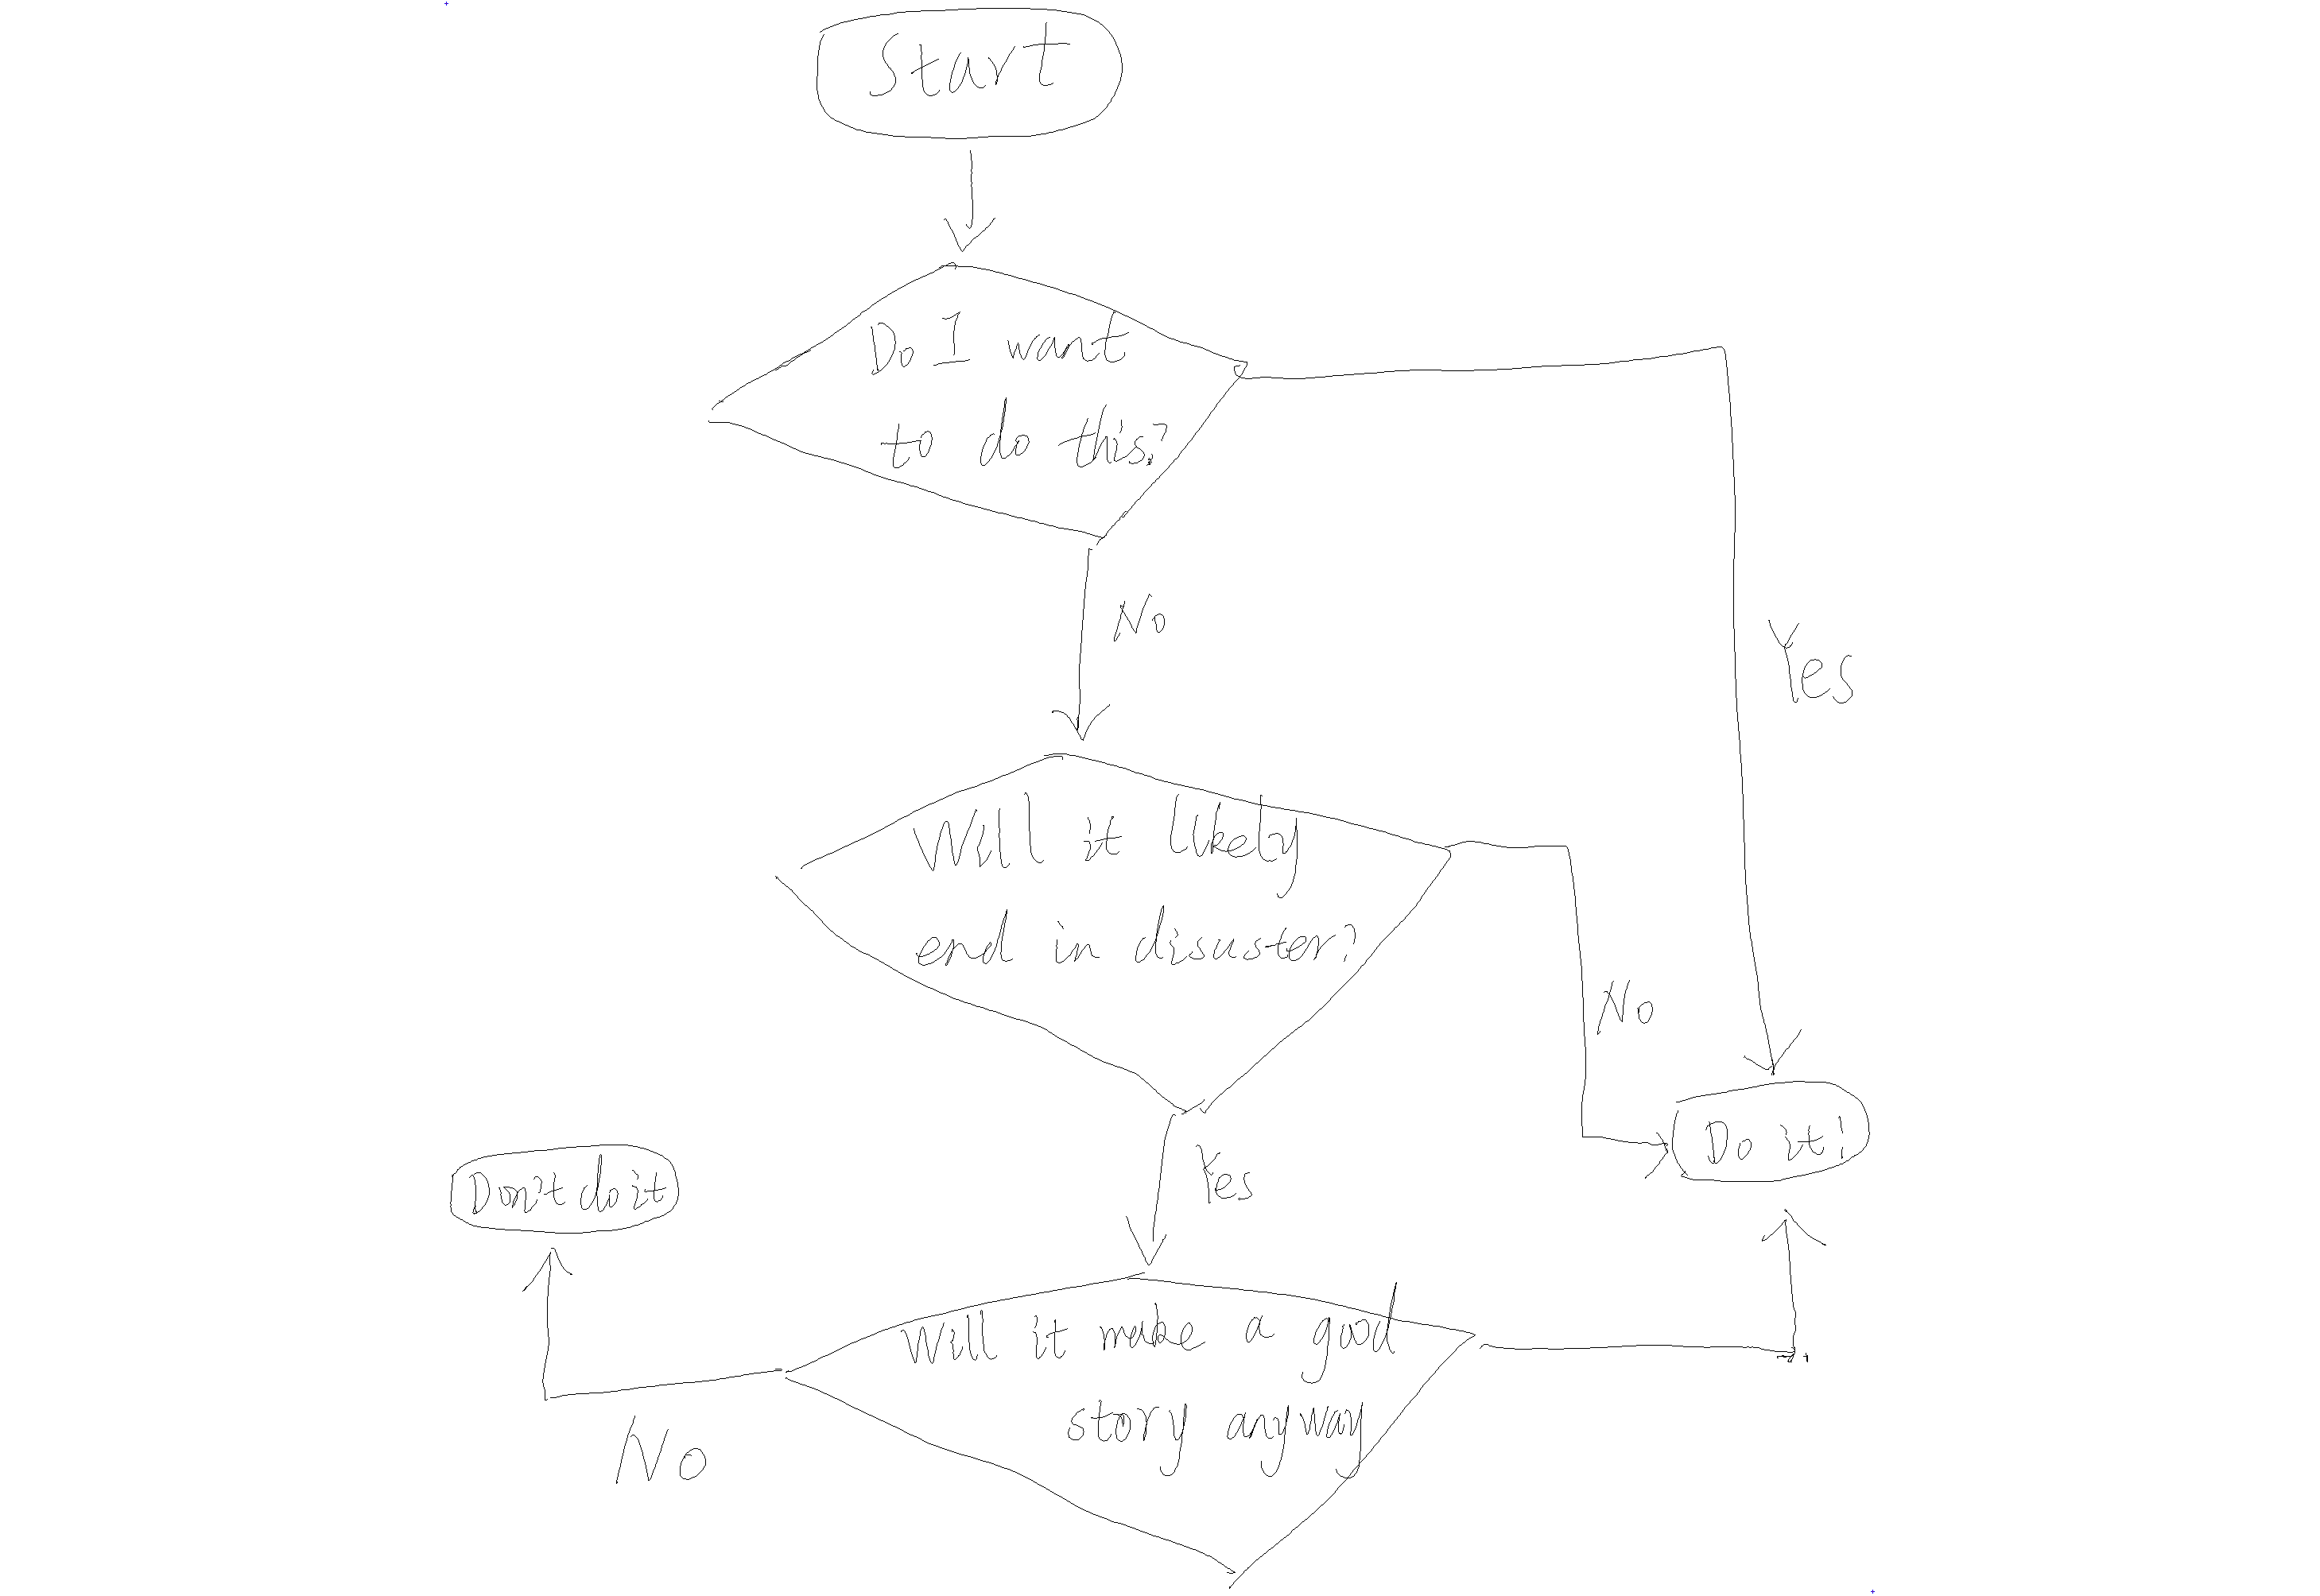 Start
Do I want
to do this?
No
Yes
Will it likely
end in disuster?
No
Yes
Do it!
Don't do it
Will it make a good
story anyway
No